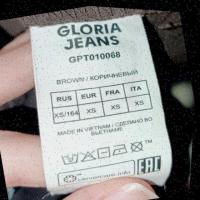 GLORIA
JEANS
GPT010068
BROWN / КОРИЧНЕВЫЙ
RUS EUR FRA ITA
XS/164 XS XS XS
MADE IN VIETNAM / СДЕЛАНО ВО
ВЬЕТНАМЕ
EAC